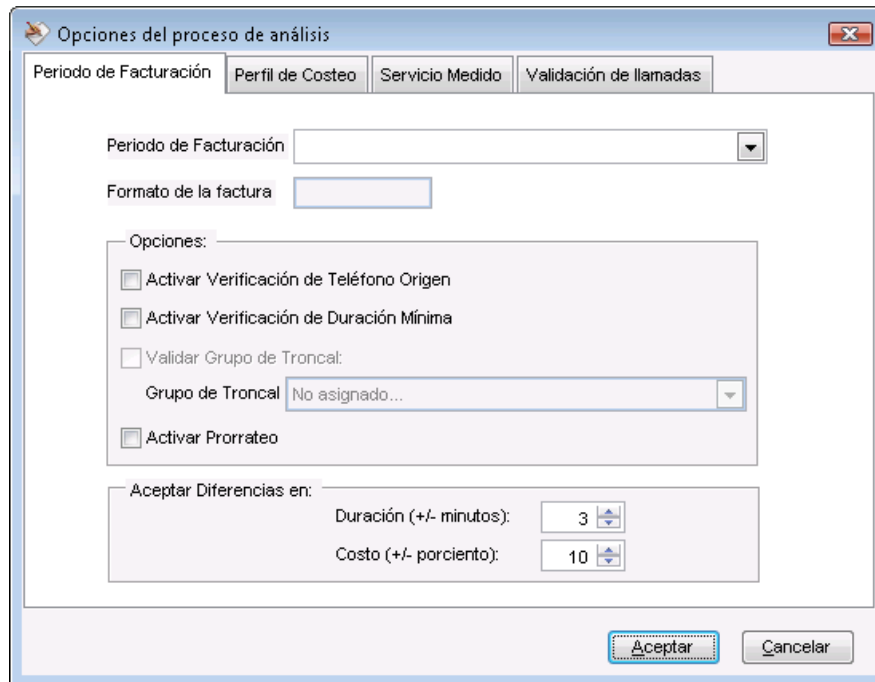 Opciones del proceso de análisis
Periodo de Facturación Perfil de Costeo Servicio Medido Validación de llamadas
Periodo de Facturación
Formato de la factura
Opciones:
Activar Verificación de Teléfono Origen
Activar Verificación de Duración Mínima
Validar Grupo de Troncal:
Grupo de Troncal No asignado...
Activar Prorrateo
Aceptar Diferencias en:
Duración (+/- minutos): 3
Costo (+/- porciento): 10
Aceptar Cancelar